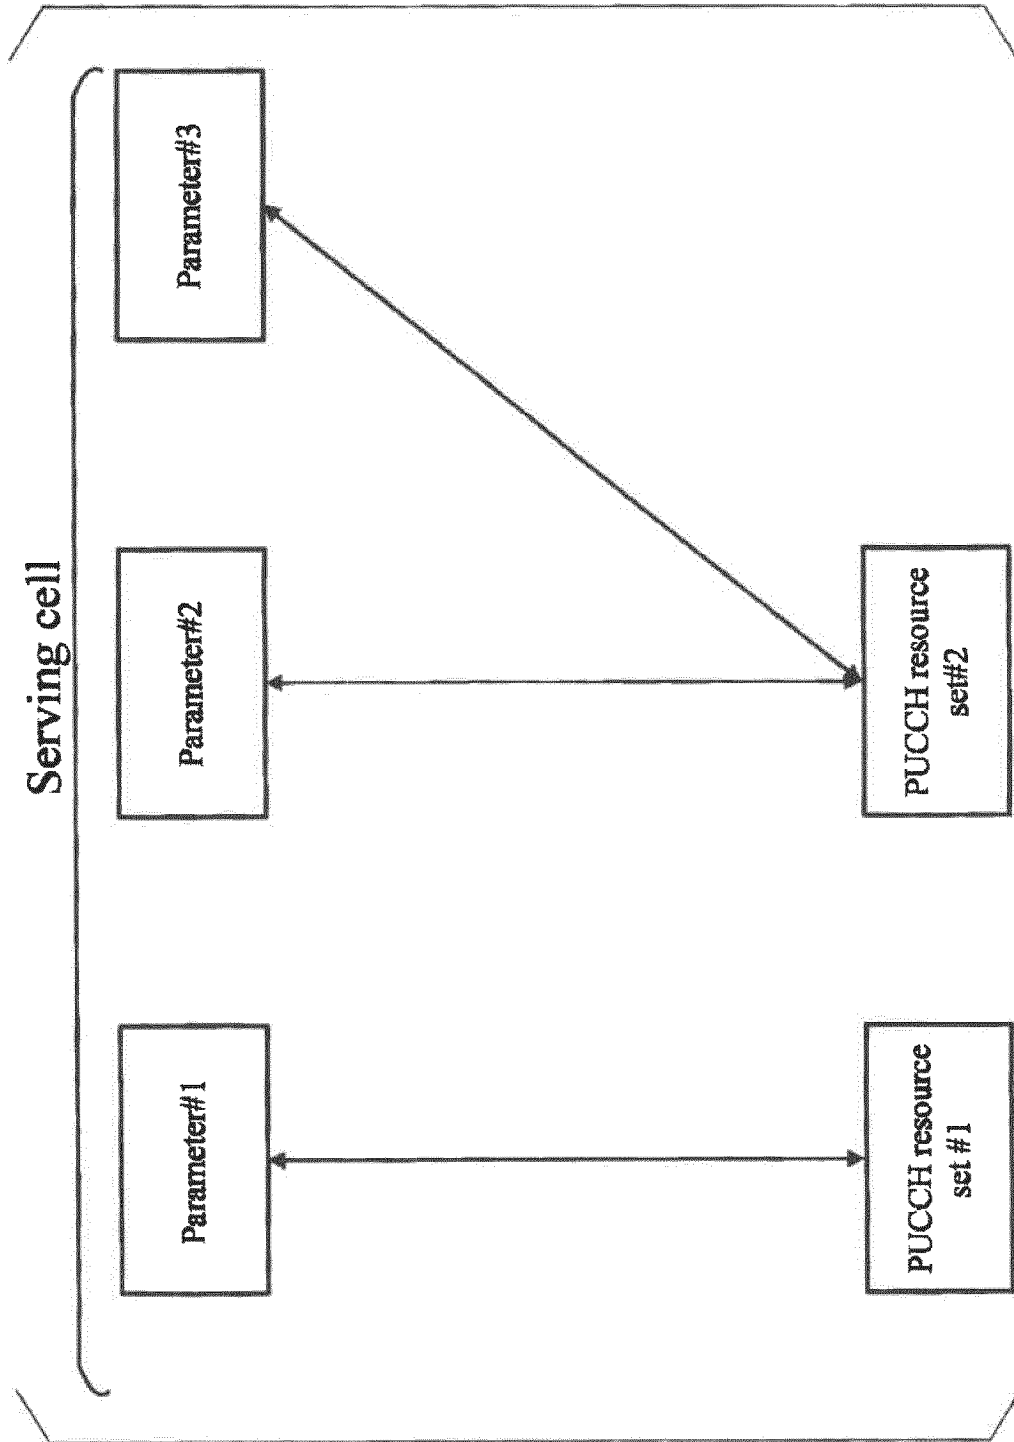 Serving cell
Parameter#1
Parameter#2
Parameter#3
PUCCH resource
set #1
PUCCH resource
set#2